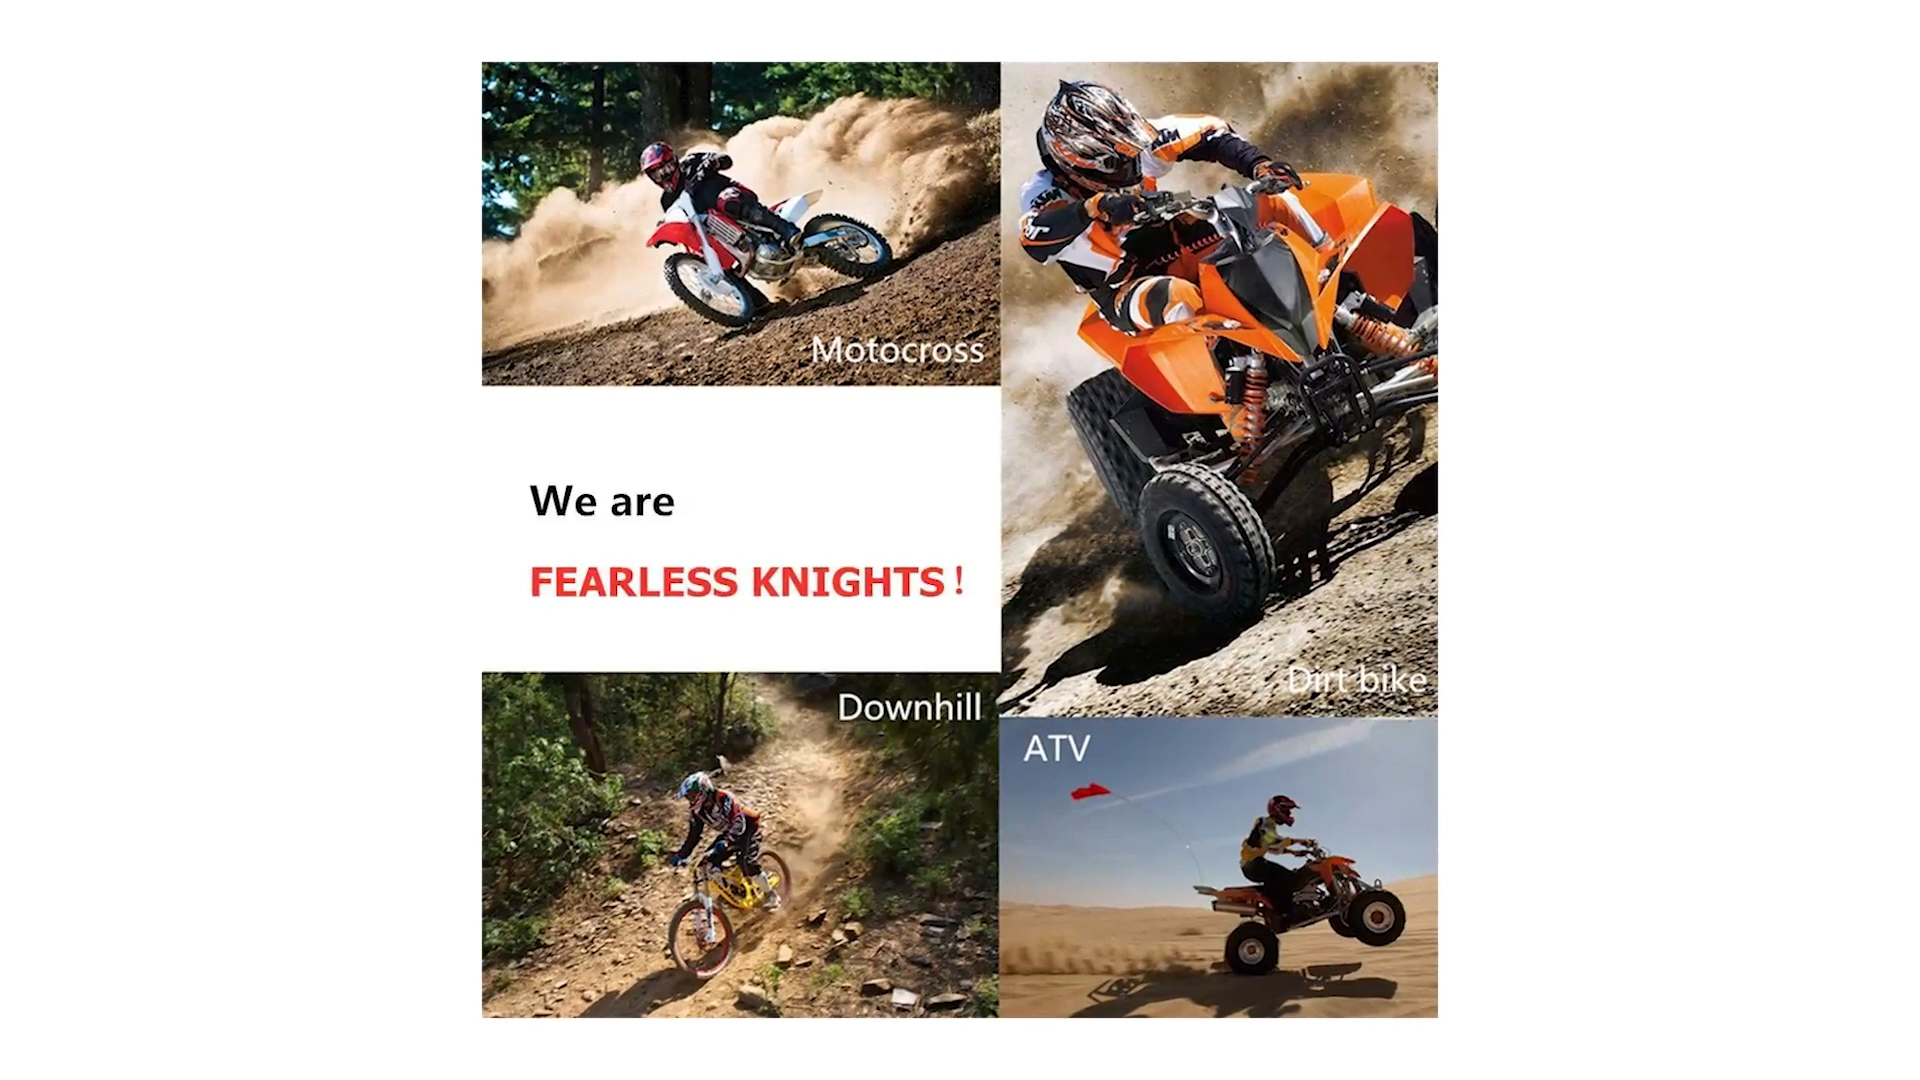 Motocross
We are
FEARLESS KNIGHTS!
Downhill
Dirt bike
ATV